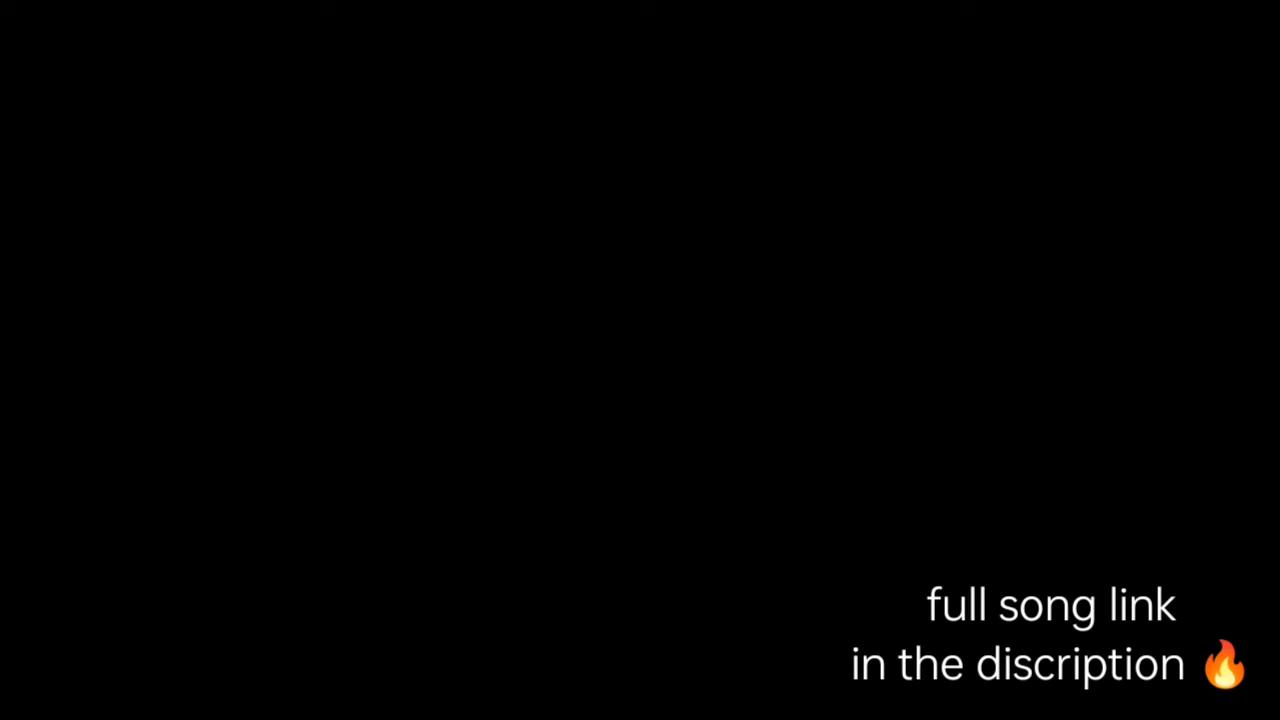 full song link
in the discription 🔥